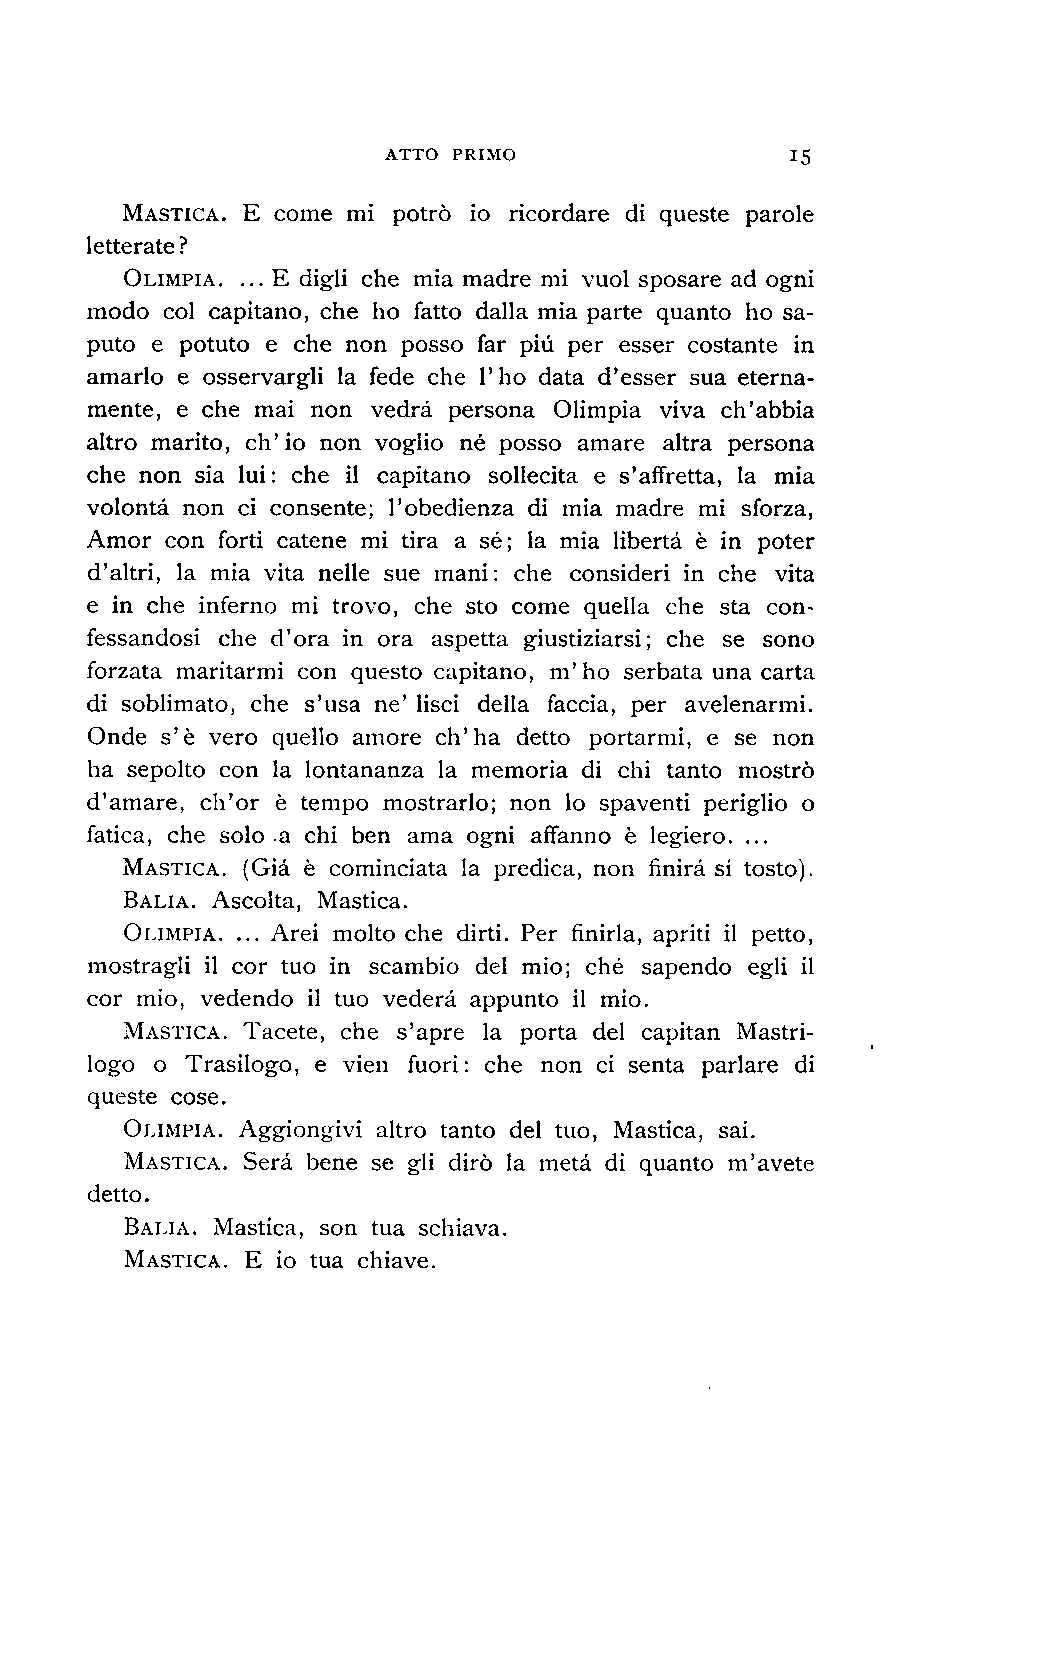 ATTO PRIMO 15
MASTICA. E come mi potrò io ricordare di queste parole
letterate?
OLIMPIA. ... E digli che mia madre mi vuol sposare ad ogni
modo col capitano, che ho fatto dalla mia parte quanto ho sa-
puto e potuto e che non posso far piú per esser costante in
amarlo e osservargli la fede che l'ho data d'esser sua eterna-
mente, e che mai non vedrá persona Olimpia viva ch'abbia
altro marito, ch'io non voglio né posso amare altra persona
che non sia lui: che il capitano sollecita e s'affretta, la mia
volontá non ci consente; l'obedienza di mia madre mi sforza,
Amor con forti catene mi tira a sé; la mia libertá è in poter
d'altri, la mia vita nelle sue mani: che consideri in che vita
e in che inferno mi trovo, che sto come quella che sta con-
fessandosi che d'ora in ora aspetta giustiziarsi; che se sono
forzata maritarmi con questo capitano, m'ho serbata una carta
di soblimato, che s'usa ne' lisci della faccia, per avelenarmi.
Onde s'è vero quello amore ch'ha detto portarmi, e se non
ha sepolto con la lontananza la memoria di chi tanto mostrò
d'amare, ch'or è tempo mostrarlo; non lo spaventi periglio o
fatica, che solo a chi ben ama ogni affanno è legiero. ...
MASTICA. (Giá è cominciata la predica, non finirá sí tosto).
BALIA. Ascolta, Mastica.
OLIMPIA. ... Arei molto che dirti. Per finirla, apriti il petto,
mostragli il cor tuo in scambio del mio; ché sapendo egli il
cor mio, vedendo il tuo vederá appunto il mio.
MASTICA. Tacete, che s'apre la porta del capitan Mastri-
logo o Trasilogo, e vien fuori: che non ci senta parlare di
queste cose.
OLIMPIA. Aggiongivi altro tanto del tuo, Mastica, sai.
MASTICA. Será bene se gli dirò la metá di quanto m'avete
detto.
BALIA. Mastica, son tua schiava.
MASTICA. E io tua chiave.